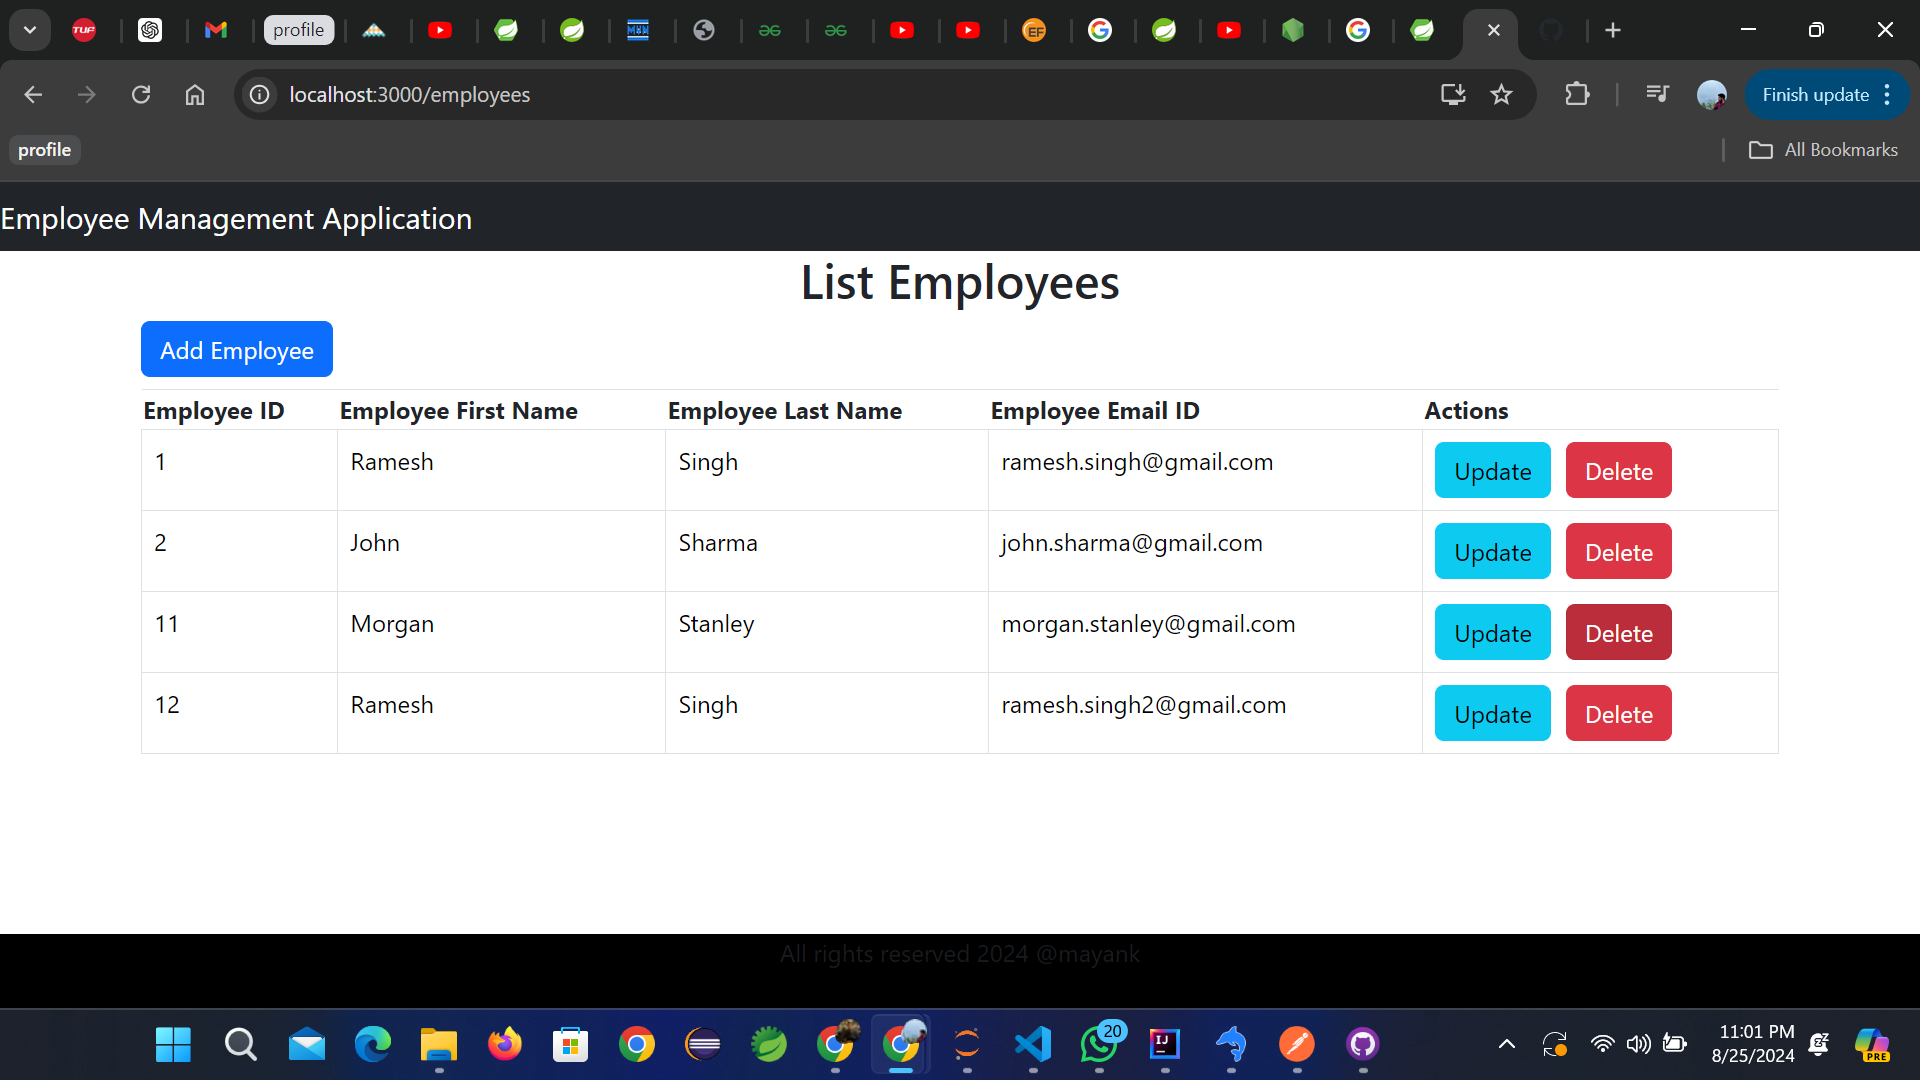 TUF profile EF
localhost:3000/employees Finish update
profile All Bookmarks
Employee Management Application
List Employees
Add Employee
Employee ID Employee First Name Employee Last Name Employee Email ID Actions
1 Ramesh Singh ramesh.singh@gmail.com Update Delete
2 John Sharma john.sharma@gmail.com Update Delete
11 Morgan Stanley morgan.stanley@gmail.com Update Delete
12 Ramesh Singh ramesh.singh2@gmail.com Update Delete
All rights reserved 2024 @mayank
20 IJ 11:01 PM PRE
8/25/2024